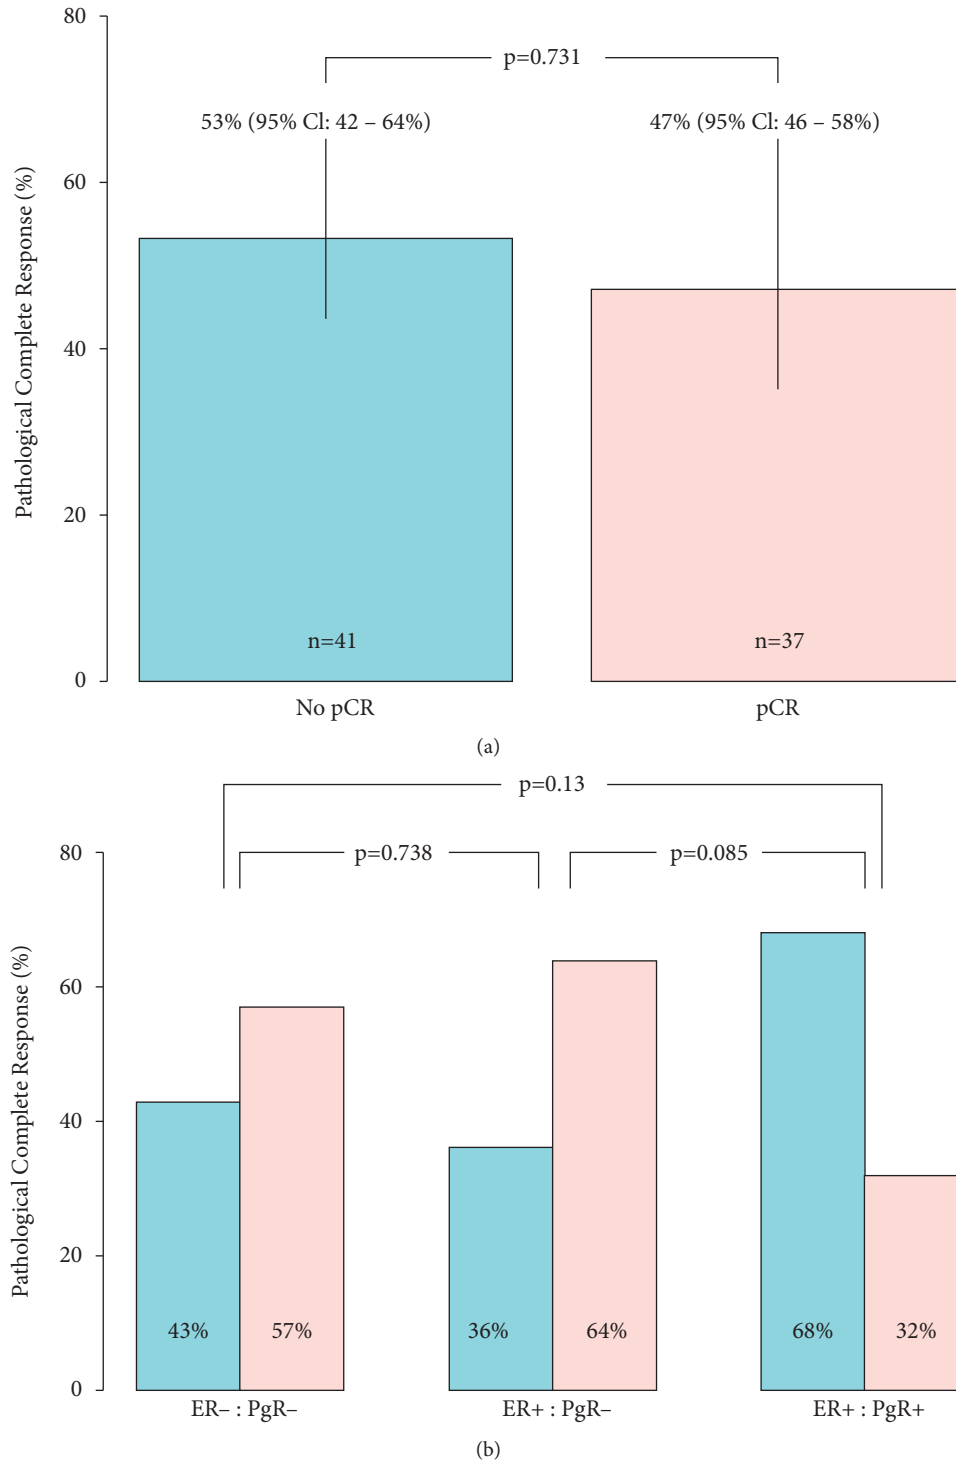 80
60
40
20
0
Pathological Complete Response (%)
p=0.731
53% (95% Cl: 42 – 64%)
47% (95% Cl: 46 – 58%)
n=41
n=37
No pCR
pCR
(a)
p=0.13
p=0.738
p=0.085
80
60
40
20
0
Pathological Complete Response (%)
43%
57%
36%
64%
68%
32%
ER– : PgR–
ER+ : PgR–
ER+ : PgR+
(b)